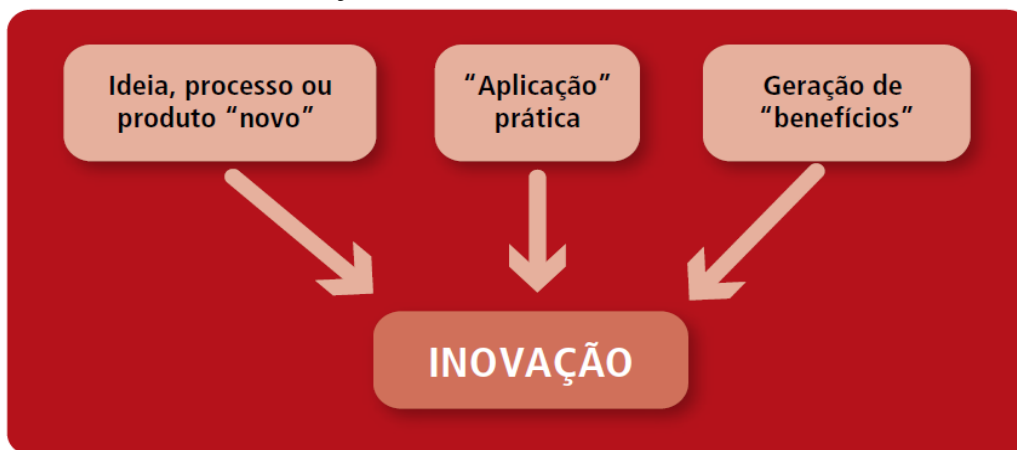 Ideia, processo ou
produto “novo”
“Aplicação”
prática
Geração de
“benefícios”
INOVAÇÃO